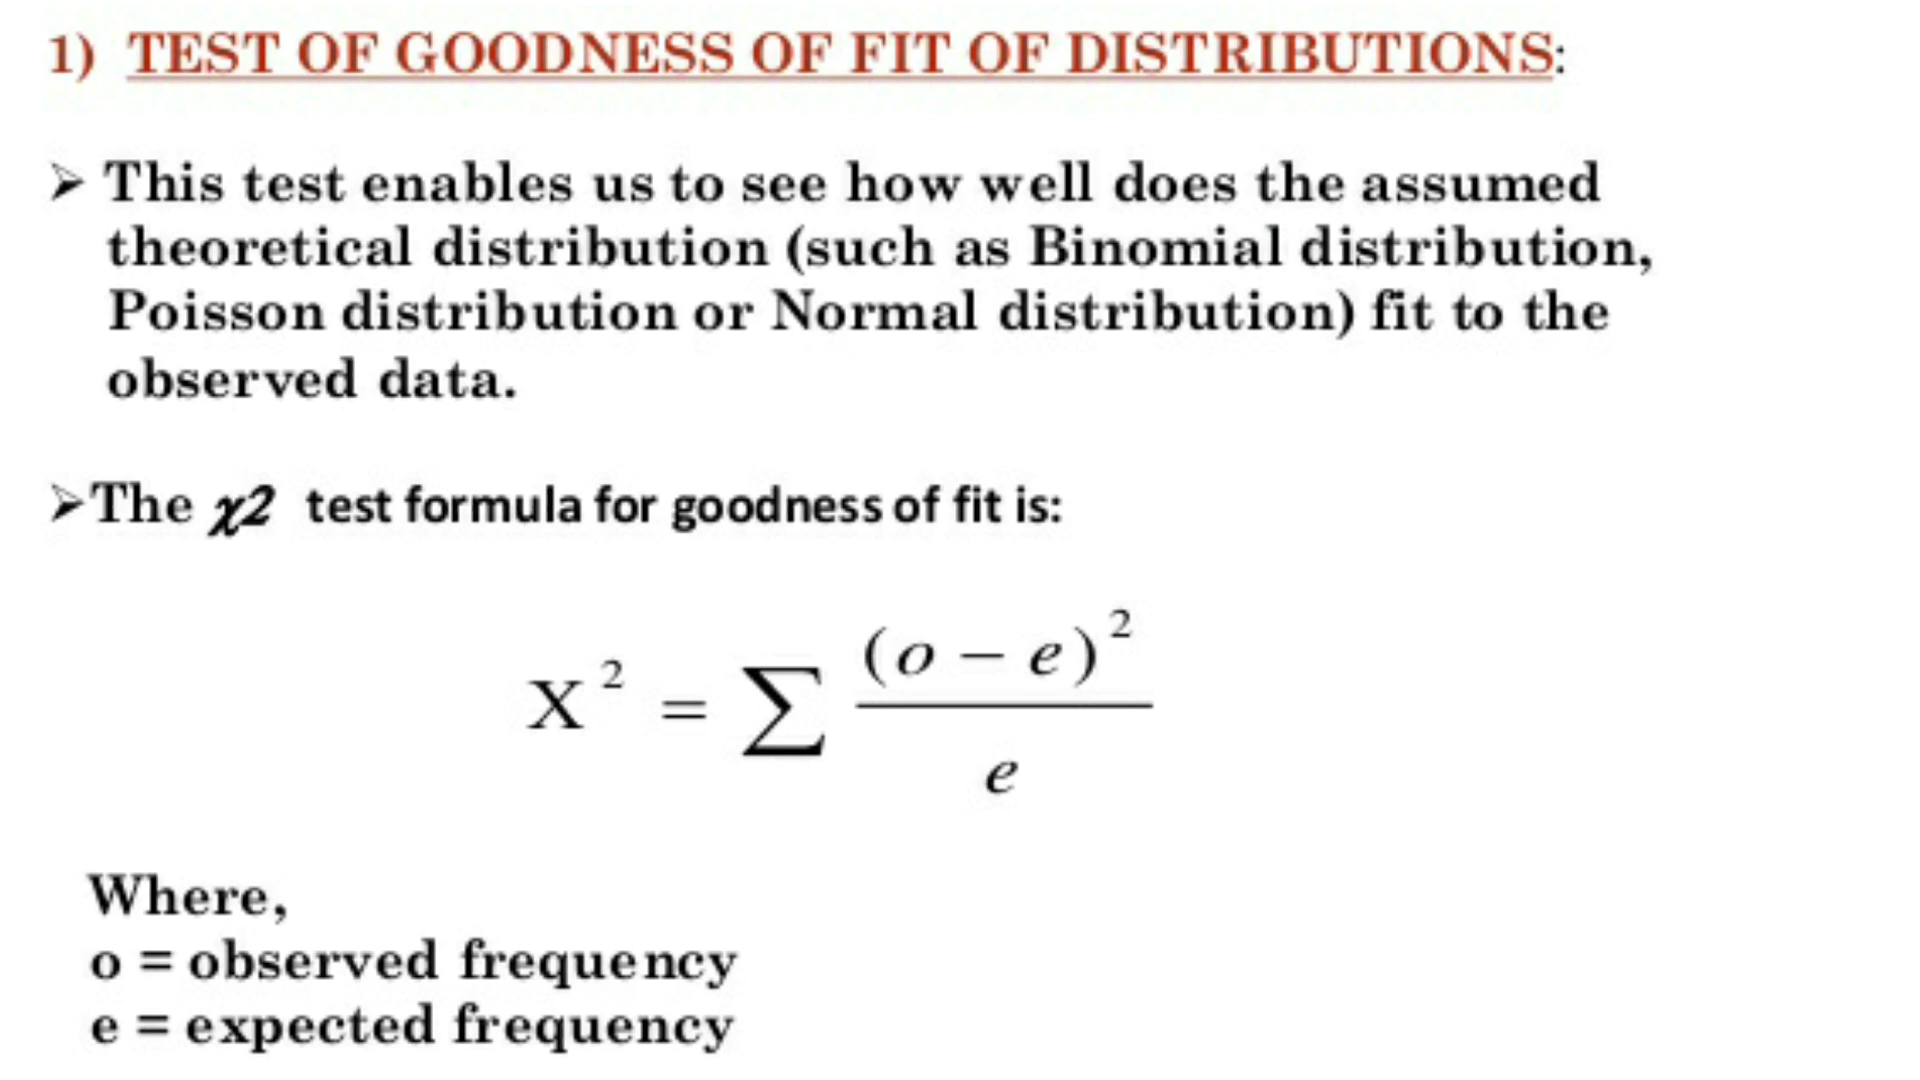 1) TEST OF GOODNESS OF FIT OF DISTRIBUTIONS:
➢ This test enables us to see how well does the assumed
theoretical distribution (such as Binomial distribution,
Poisson distribution or Normal distribution) fit to the
observed data.
➢The χ2 test formula for goodness of fit is:
X² = ∑ (o – e)² / e
Where,
o = observed frequency
e = expected frequency